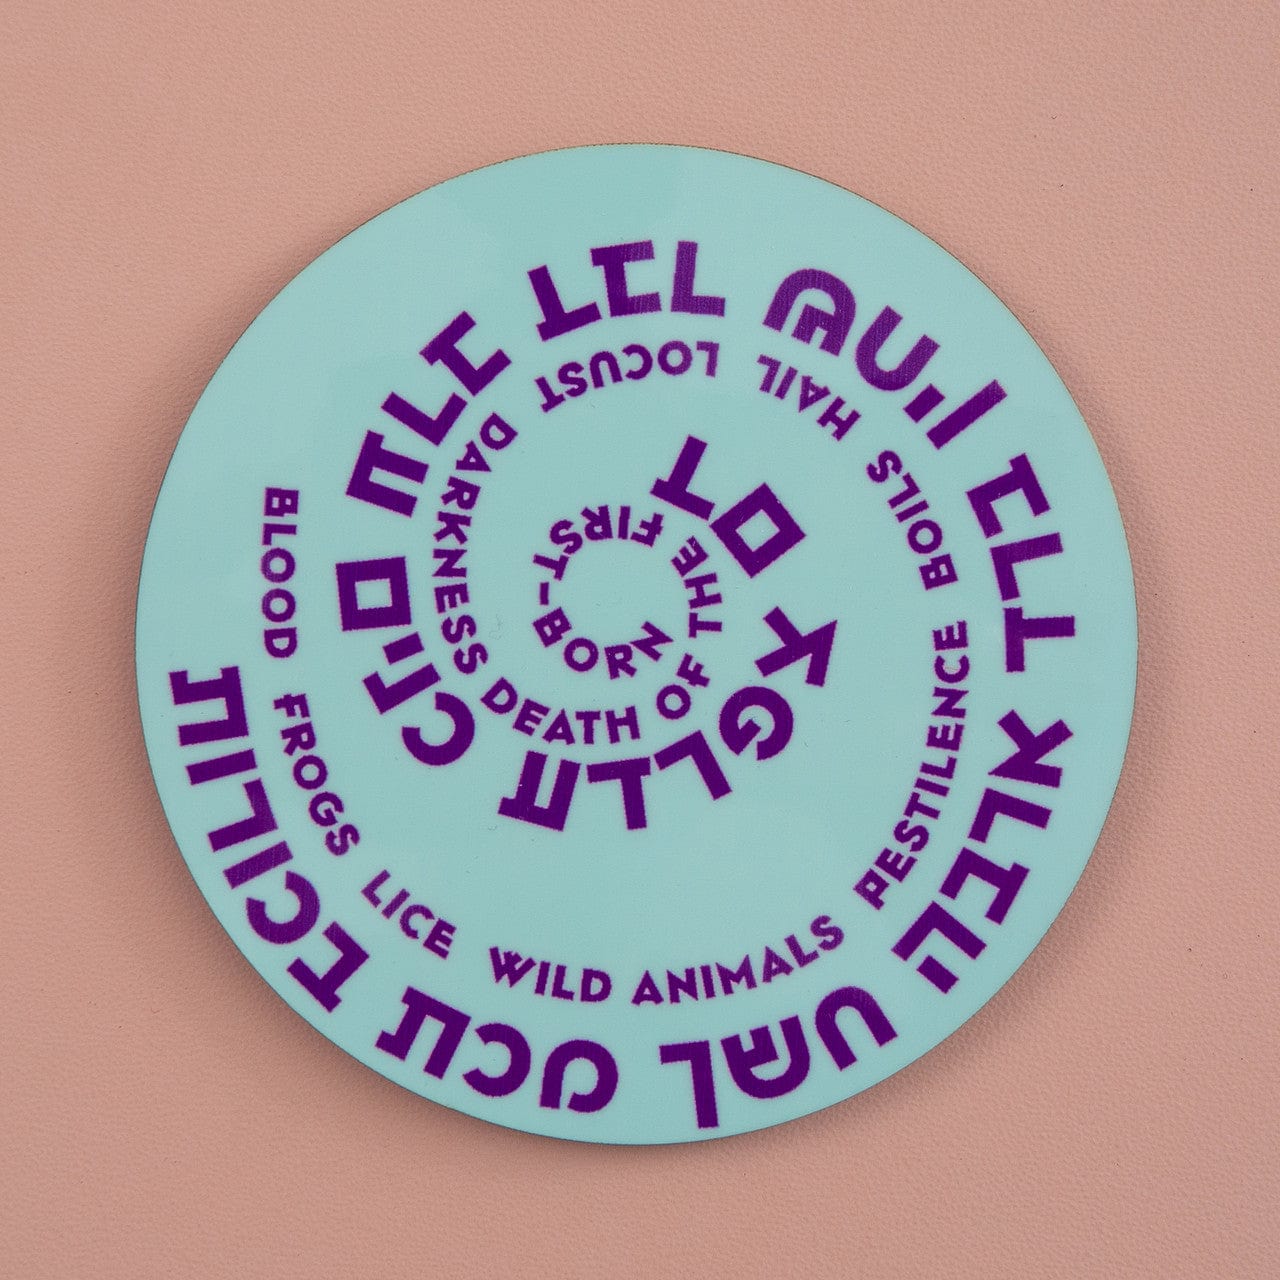 דם צפרדע כנים ערוב דבר שחין ברד ארבה חשך מכת בכורות
BLOOD FROGS LICE WILD ANIMALS PESTILENCE BOILS HAIL LOCUST DARKNESS DEATH OF THE FIRST-BORN